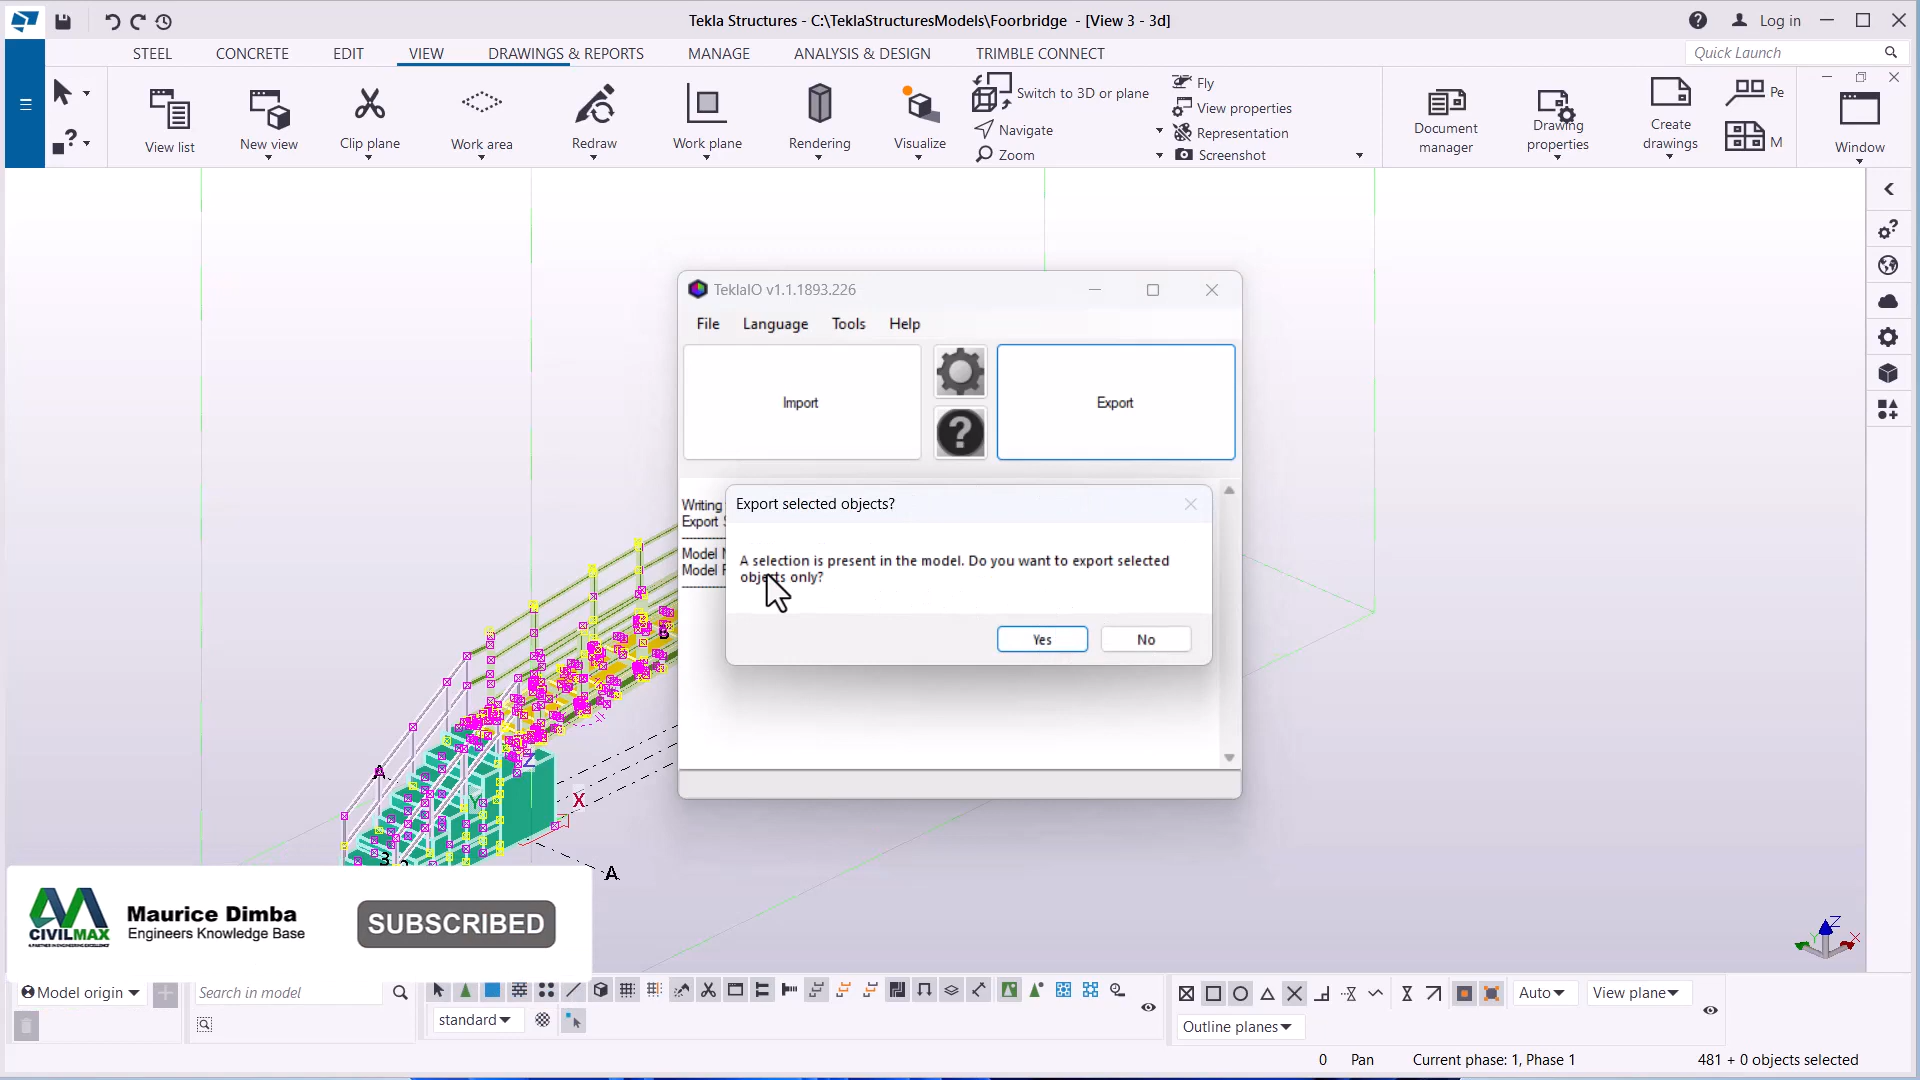 Tekla Structures - C:\TeklaStructuresModels\Foorbridge - [View 3 - 3d]
Log in
STEEL CONCRETE EDIT VIEW DRAWINGS & REPORTS MANAGE ANALYSIS & DESIGN TRIMBLE CONNECT
Quick Launch
View list
New view
Clip plane
Work area
Redraw
Work plane
Rendering
Visualize
Switch to 3D or plane
Navigate
Zoom
Fly
View properties
Representation
Screenshot
Document manager
Drawing properties
Create drawings
Pe
M
Window
TeklaIO v1.1.1893.226
File Language Tools Help
Import
Export
Writing
Export
Model
Model
Export selected objects?
A selection is present in the model. Do you want to export selected
objects only?
Yes No
B
A
Z
Y
X
3
A
CIVILMAX
Maurice Dimba
Engineers Knowledge Base
SUBSCRIBED
Z
Y
X
Model origin
Search in model
standard
Auto
View plane
Outline planes
0 Pan Current phase: 1, Phase 1 481 + 0 objects selected